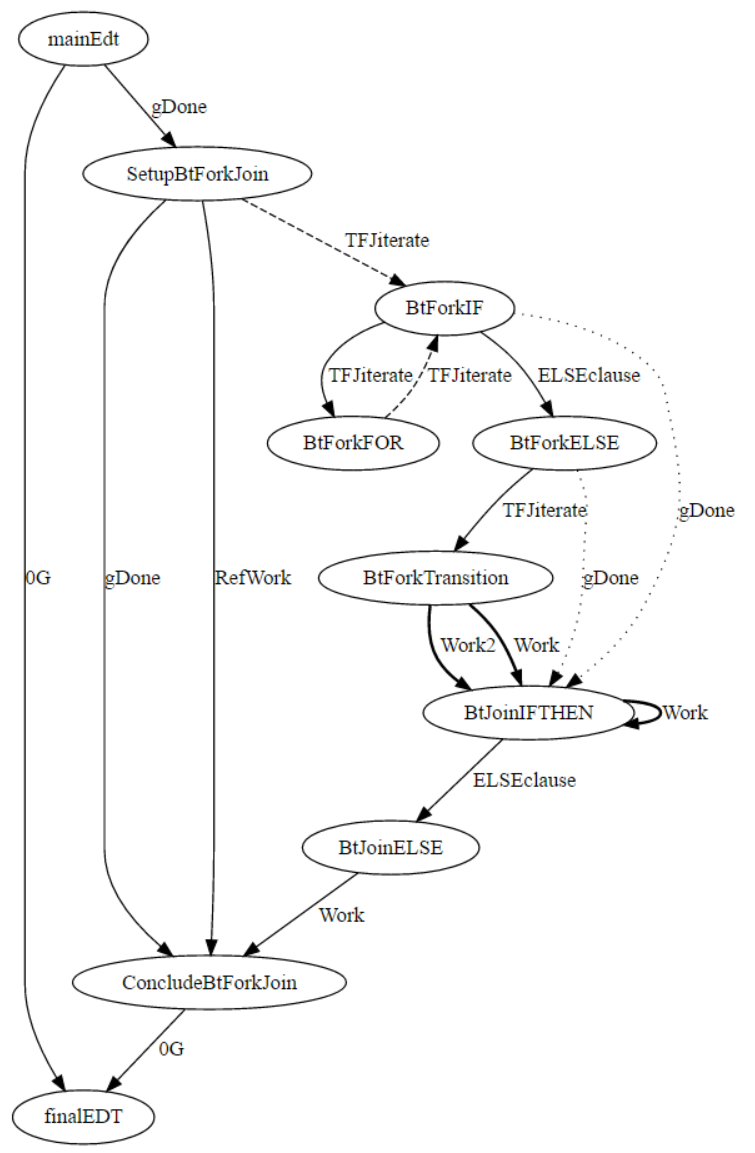 mainEdt
gDone
SetupBtForkJoin
TFJiterate
BtForkIF
TFJiterate
TFJiterate
ELSEclause
BtForkFOR
BtForkELSE
TFJiterate
gDone
0G
gDone
RefWork
BtForkTransition
gDone
Work2
Work
BtJoinIFTHEN
Work
ELSEclause
BtJoinELSE
Work
ConcludeBtForkJoin
0G
finalEDT